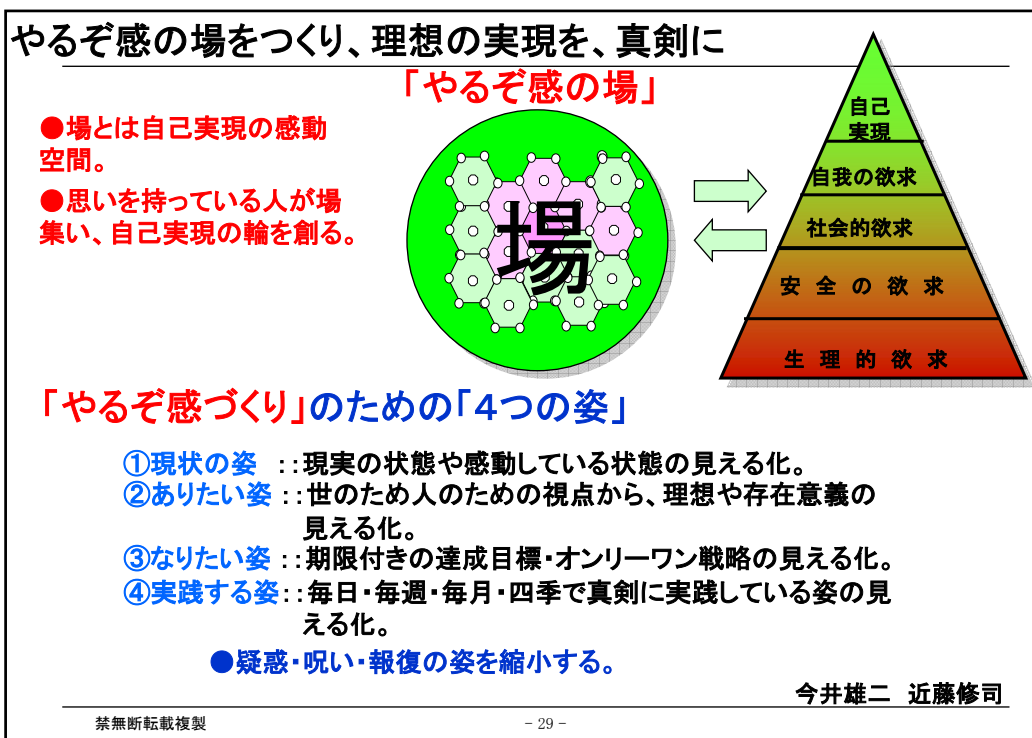 やるぞ感の場をつくり、理想の実現を、真剣に
「やるぞ感の場」
●場とは自己実現の感動
空間。
●思いを持っている人が場
集い、自己実現の輪を創る。
場
自己
実現
自我の欲求
社会的欲求
安全の欲求
生理的欲求
「やるぞ感づくり」のための「4つの姿」
①現状の姿 ::現実の状態や感動している状態の見える化。
②ありたい姿::世のため人のための視点から、理想や存在意義の
見える化。
③なりたい姿::期限付きの達成目標・オンリーワン戦略の見える化。
④実践する姿::毎日・毎週・毎月・四季で真剣に実践している姿の見
える化。
●疑惑・呪い・報復の姿を縮小する。
今井雄二 近藤修司
禁無断転載複製
- 29 -